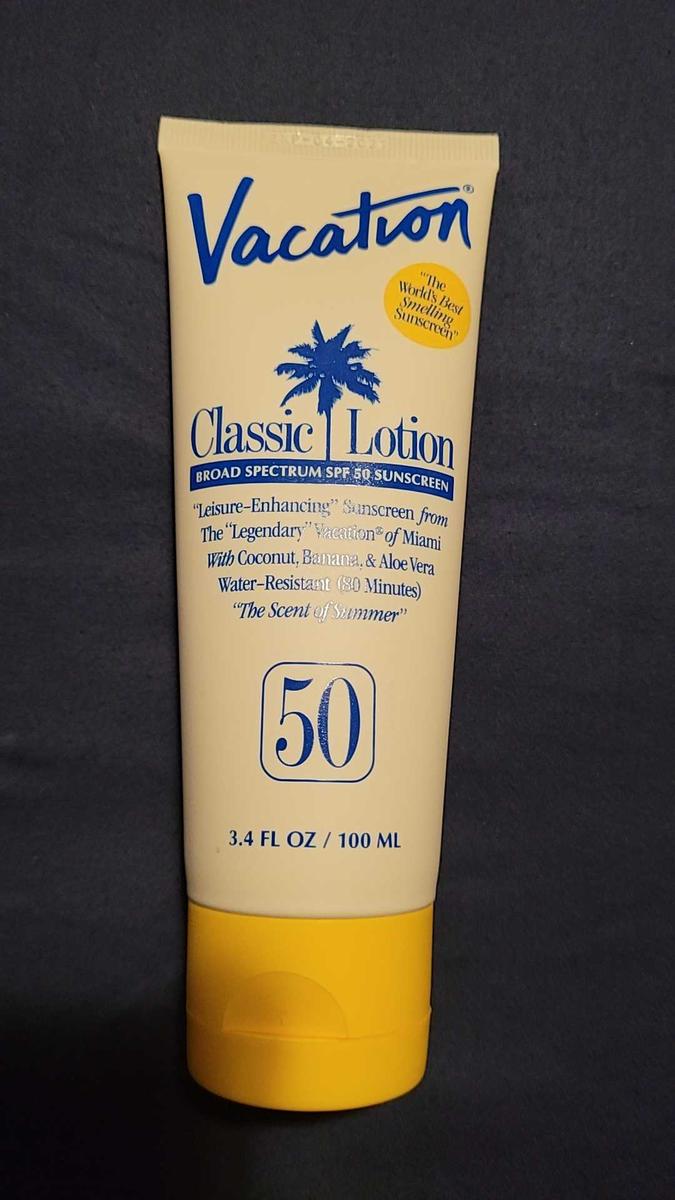 Vacation®
"The
World's Best
Smelling
Sunscreen"
Classic Lotion
BROAD SPECTRUM SPF 50 SUNSCREEN
"Leisure-Enhancing" Sunscreen from
The "Legendary" Vacation® of Miami
With Coconut, Banana, & Aloe Vera
Water-Resistant (80 Minutes)
"The Scent of Summer"
50
3.4 FL OZ / 100 ML